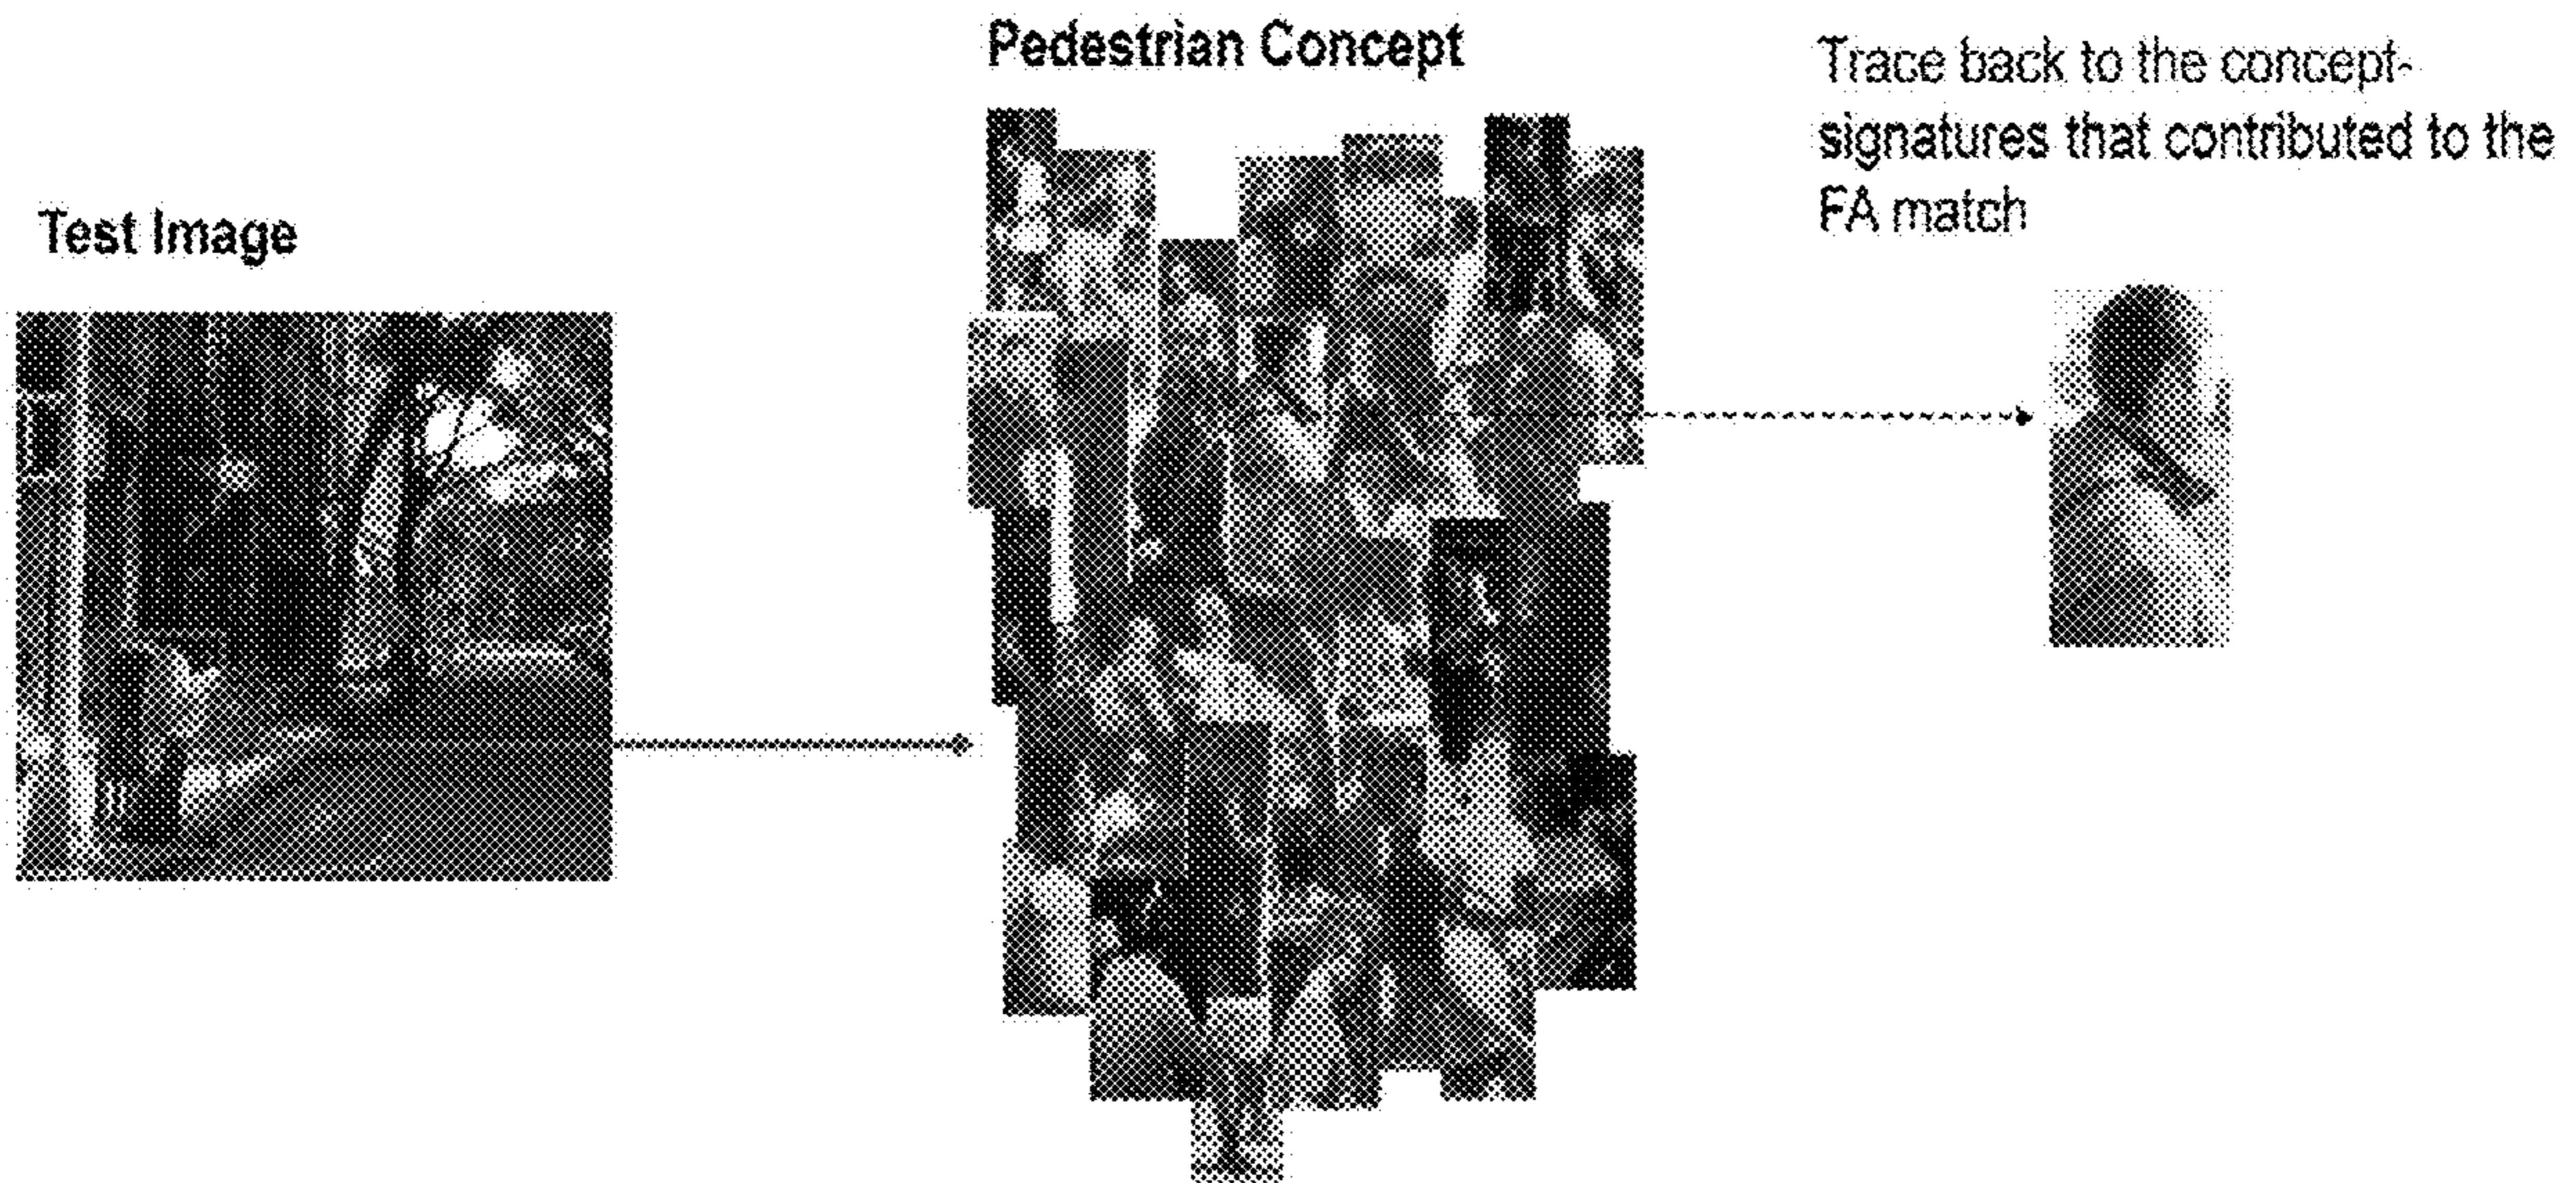 Pedestrian Concept
Trace back to the concept-
signatures that contributed to the
FA match
Test Image